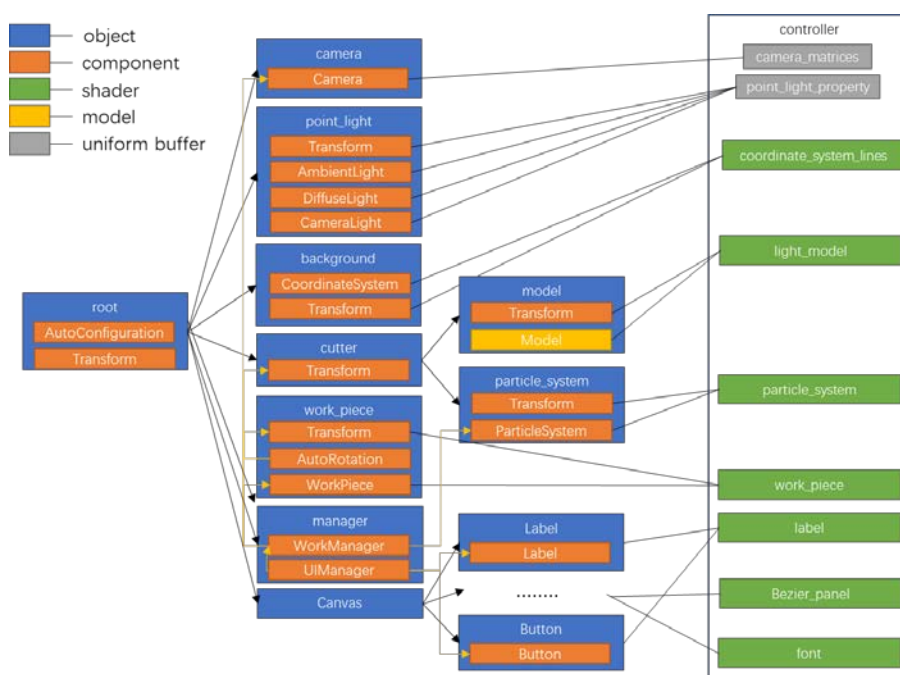 object
component
shader
model
uniform buffer
root
AutoConfiguration
Transform
camera
Camera
point_light
Transform
AmbientLight
DiffuseLight
CameraLight
background
CoordinateSystem
Transform
cutter
Transform
work_piece
Transform
AutoRotation
WorkPiece
manager
WorkManager
UIManager
Canvas
model
Transform
Model
particle_system
Transform
ParticleSystem
Label
Label
........
Button
Button
controller
camera_matrices
point_light_property
coordinate_system_lines
light_model
particle_system
work_piece
label
Bezier_panel
font